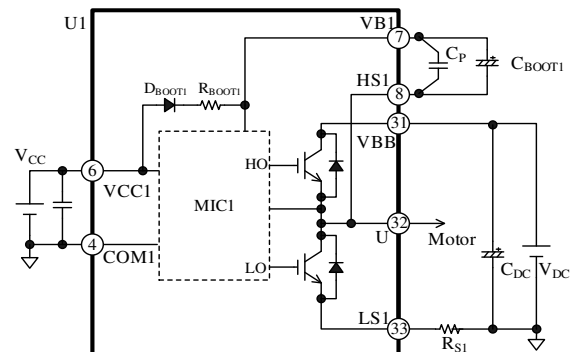 U1
VB1
7
CP
CBOOT1
DBOOT1
RBOOT1
HS1
8
31
VBB
VCC
6
VCC1
HO
MIC1
32
U
Motor
4
COM1
LO
CDC
VDC
LS1
33
RS1